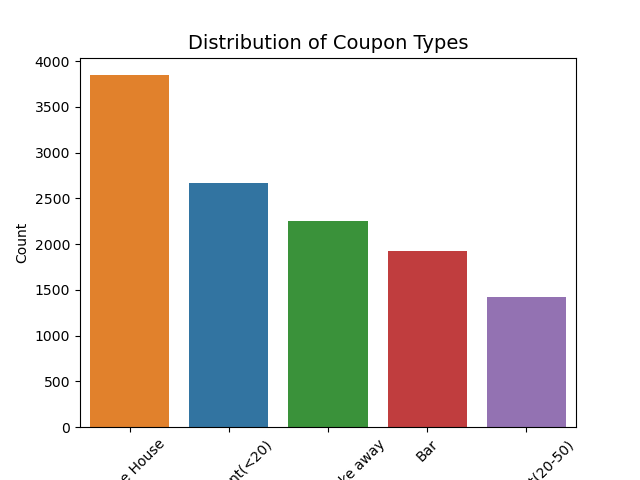 Distribution of Coupon Types
4000
3500
3000
2500
2000
1500
1000
500
0
Count
e House
nt(<20)
ke away
Bar
t(20-50)